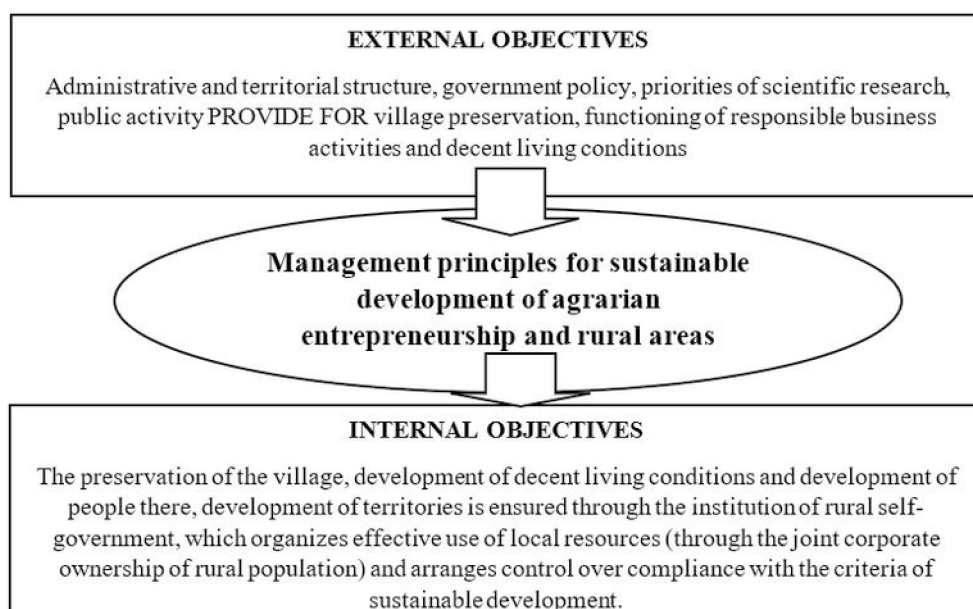 EXTERNAL OBJECTIVES
Administrative and territorial structure, government policy, priorities of scientific research,
public activity PROVIDE FOR village preservation, functioning of responsible business
activities and decent living conditions
Management principles for sustainable
development of agrarian
entrepreneurship and rural areas
INTERNAL OBJECTIVES
The preservation of the village, development of decent living conditions and development of
people there, development of territories is ensured through the institution of rural self-
government, which organizes effective use of local resources (through the joint corporate
ownership of rural population) and arranges control over compliance with the criteria of
sustainable development.